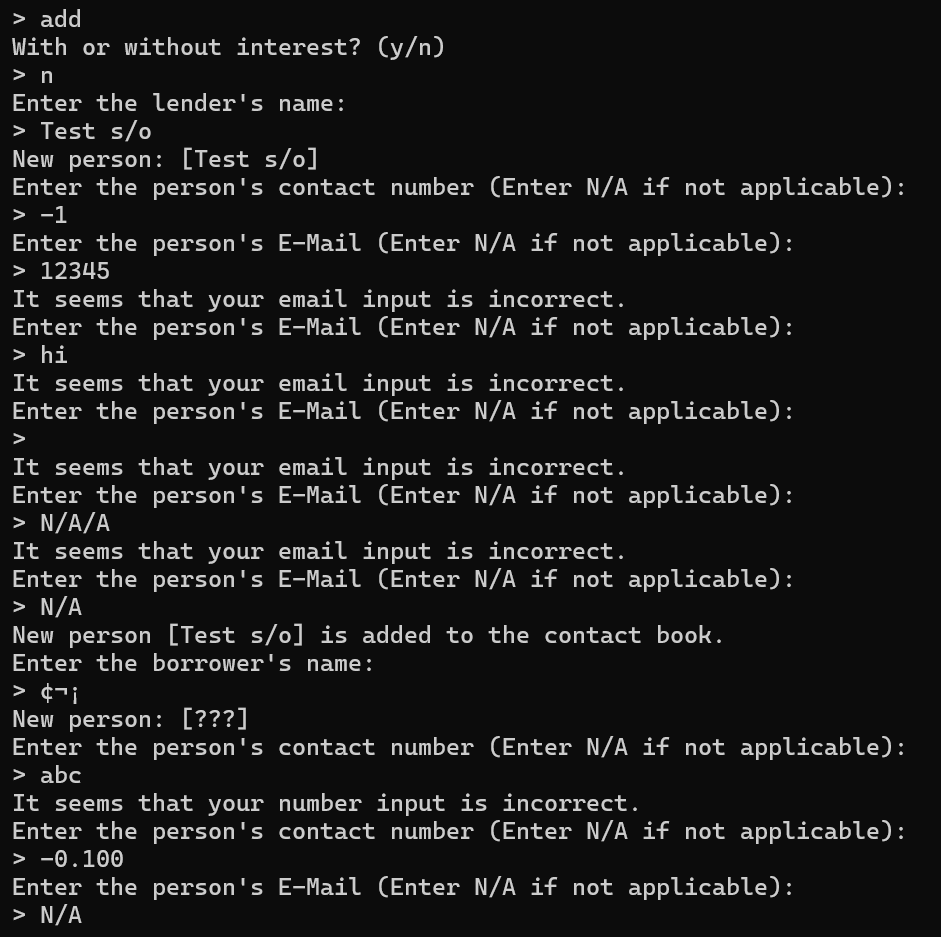 > add
With or without interest? (y/n)
> n
Enter the lender's name:
> Test s/o
New person: [Test s/o]
Enter the person's contact number (Enter N/A if not applicable):
> -1
Enter the person's E-Mail (Enter N/A if not applicable):
> 12345
It seems that your email input is incorrect.
Enter the person's E-Mail (Enter N/A if not applicable):
> hi
It seems that your email input is incorrect.
Enter the person's E-Mail (Enter N/A if not applicable):
>
It seems that your email input is incorrect.
Enter the person's E-Mail (Enter N/A if not applicable):
> N/A/A
It seems that your email input is incorrect.
Enter the person's E-Mail (Enter N/A if not applicable):
> N/A
New person [Test s/o] is added to the contact book.
Enter the borrower's name:
> ¢¬¡
New person: [???]
Enter the person's contact number (Enter N/A if not applicable):
> abc
It seems that your number input is incorrect.
Enter the person's contact number (Enter N/A if not applicable):
> -0.100
Enter the person's E-Mail (Enter N/A if not applicable):
> N/A